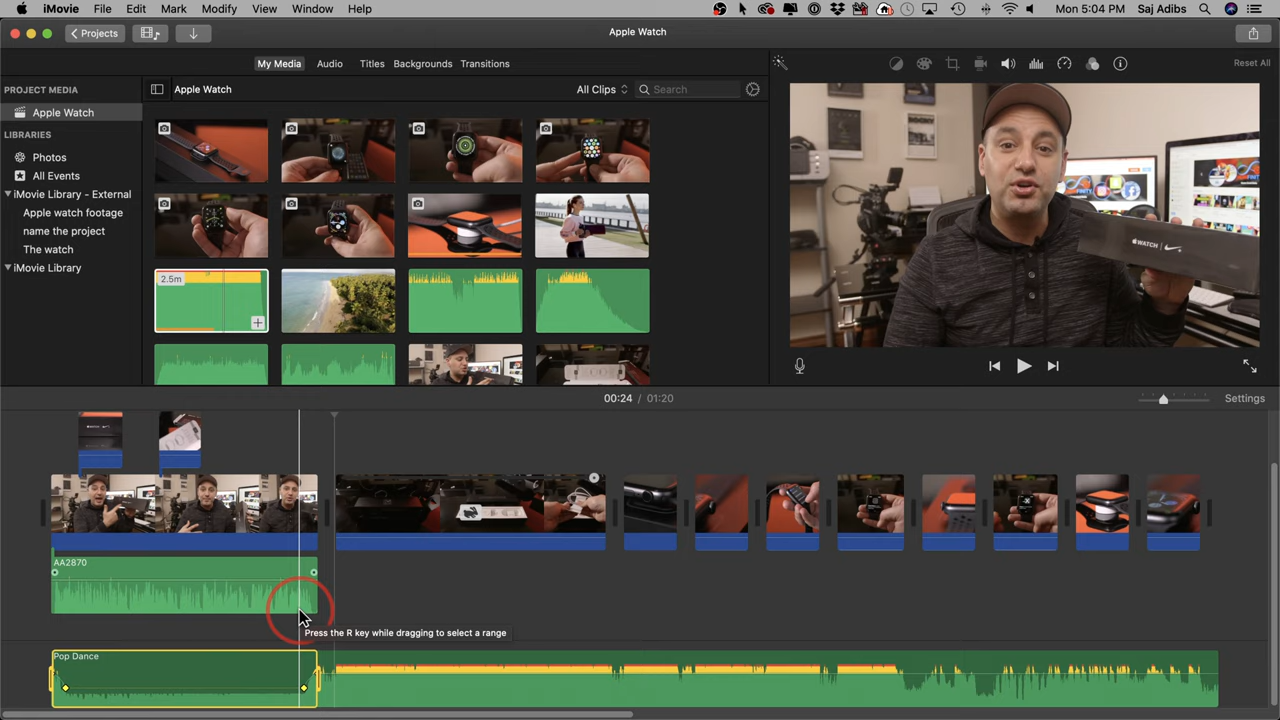 iMovie File Edit Mark Modify View Window Help Mon 5:04 PM Saj Adibs
Projects Apple Watch
My Media Audio Titles Backgrounds Transitions Reset All
PROJECT MEDIA
Apple Watch
LIBRARIES
Photos
All Events
iMovie Library - External
Apple watch footage
name the project
The watch
iMovie Library
Apple Watch All Clips Search
2.5m
WATCH
00:24 / 01:20 Settings
AA2870
Press the R key while dragging to select a range
Pop Dance